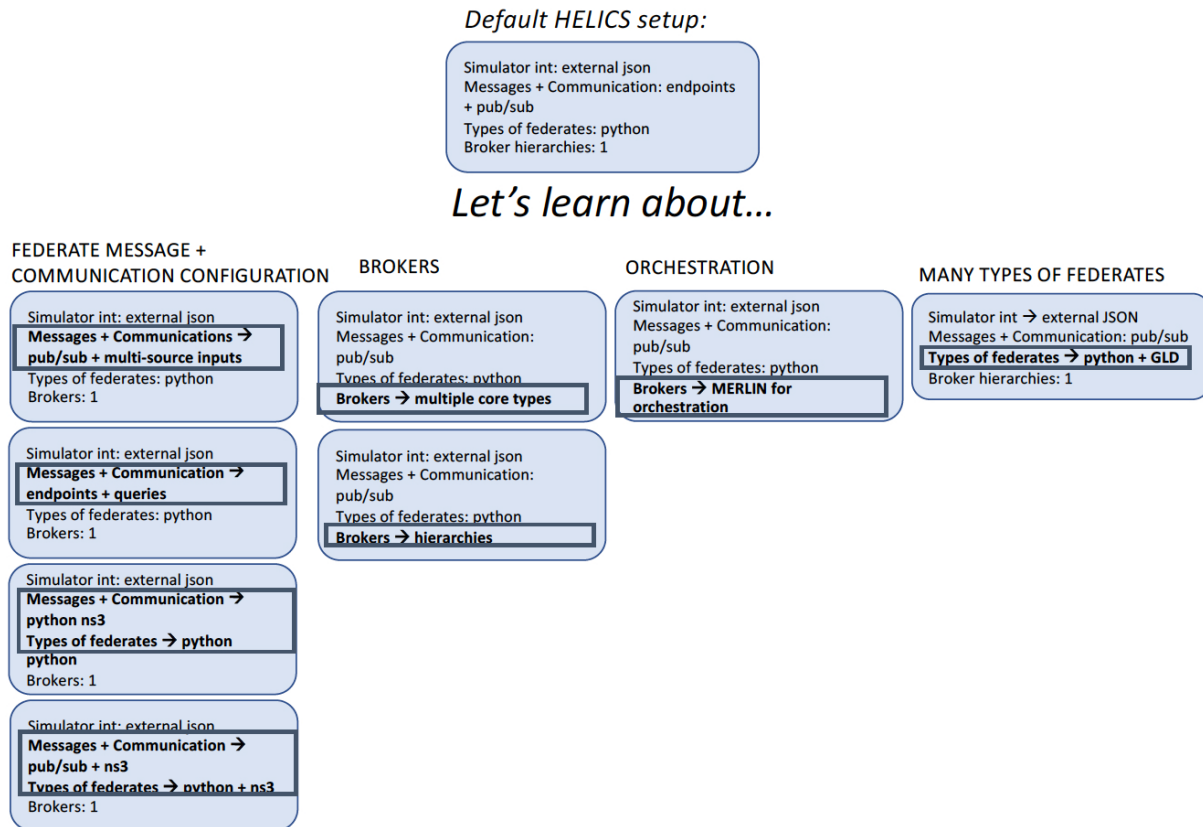 Default HELICS setup:
Simulator int: external json
Messages + Communication: endpoints
+ pub/sub
Types of federates: python
Broker hierarchies: 1
Let's learn about...
FEDERATE MESSAGE +
COMMUNICATION CONFIGURATION
Simulator int: external json
Messages + Communications →
pub/sub + multi-source inputs
Types of federates: python
Brokers: 1
Simulator int: external json
Messages + Communication →
endpoints + queries
Types of federates: python
Brokers: 1
Simulator int: external json
Messages + Communication →
python ns3
Types of federates → python
python
Brokers: 1
Simulator int: external json
Messages + Communication →
pub/sub + ns3
Types of federates → python + ns3
Brokers: 1
BROKERS
Simulator int: external json
Messages + Communication:
pub/sub
Types of federates: python
Brokers → multiple core types
Simulator int: external json
Messages + Communication:
pub/sub
Types of federates: python
Brokers → hierarchies
ORCHESTRATION
Simulator int: external json
Messages + Communication:
pub/sub
Types of federates: python
Brokers → MERLIN for
orchestration
MANY TYPES OF FEDERATES
Simulator int → external JSON
Messages + Communication: pub/sub
Types of federates → python + GLD
Broker hierarchies: 1